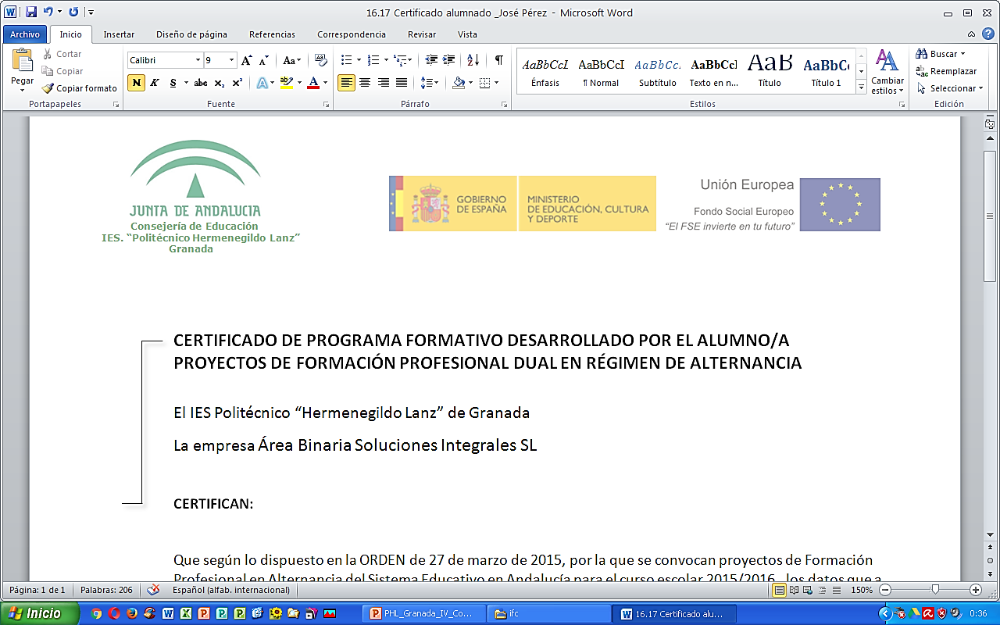 16.17 Certificado alumnado _José Pérez - Microsoft Word
Archivo Inicio Insertar Diseño de página Referencias Correspondencia Revisar Vista
Pegar
Cortar
Copiar
Copiar formato
Portapapeles
Calibri 9
N K S abc x₂ x²
Fuente
Párrafo
AaBbCcI AaBbCcI AaBbCc. AaBbCcI AaB AaBbCc
Énfasis ¶ Normal Subtítulo Texto en n... Título Título 1
Cambiar estilos
Estilos
Buscar
Reemplazar
Seleccionar
Edición
JUNTA DE ANDALUCIA
Consejería de Educación
IES. “Politécnico Hermenegildo Lanz”
Granada
GOBIERNO
DE ESPAÑA
MINISTERIO
DE EDUCACIÓN, CULTURA
Y DEPORTE
Unión Europea
Fondo Social Europeo
“El FSE invierte en tu futuro”
CERTIFICADO DE PROGRAMA FORMATIVO DESARROLLADO POR EL ALUMNO/A
PROYECTOS DE FORMACIÓN PROFESIONAL DUAL EN RÉGIMEN DE ALTERNANCIA
El IES Politécnico “Hermenegildo Lanz” de Granada
La empresa Área Binaria Soluciones Integrales SL
CERTIFICAN:
Que según lo dispuesto en la ORDEN de 27 de marzo de 2015, por la que se convocan proyectos de Formación
Profesional en Alternancia del Sistema Educativo en Andalucía para el curso escolar 2015/2016, los datos que a
Página: 1 de 1 Palabras: 206 Español (alfab. internacional) 150%
Inicio PHL_Granada_IV_Co... ifc 16.17 Certificado alu... 0:36